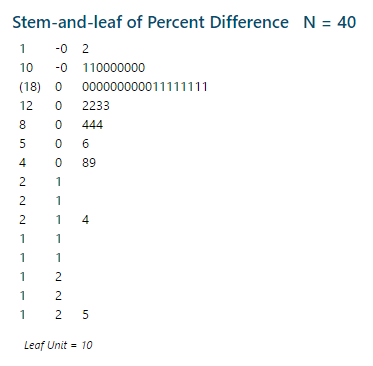 Stem-and-leaf of Percent Difference N = 40
1 -0 2
10 -0 110000000
(18) 0 000000000011111111
12 0 2233
8 0 444
5 0 6
4 0 89
2 1
2 1
2 1 4
1 1
1 1
1 2
1 2
1 2 5
Leaf Unit = 10